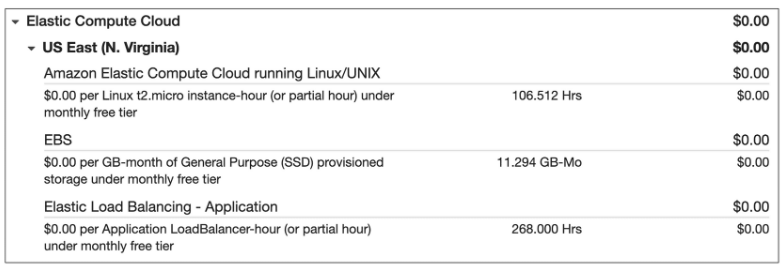 Elastic Compute Cloud $0.00
US East (N. Virginia) $0.00
Amazon Elastic Compute Cloud running Linux/UNIX $0.00
$0.00 per Linux t2.micro instance-hour (or partial hour) under 106.512 Hrs $0.00
monthly free tier
EBS $0.00
$0.00 per GB-month of General Purpose (SSD) provisioned 11.294 GB-Mo $0.00
storage under monthly free tier
Elastic Load Balancing - Application $0.00
$0.00 per Application LoadBalancer-hour (or partial hour) 268.000 Hrs $0.00
under monthly free tier